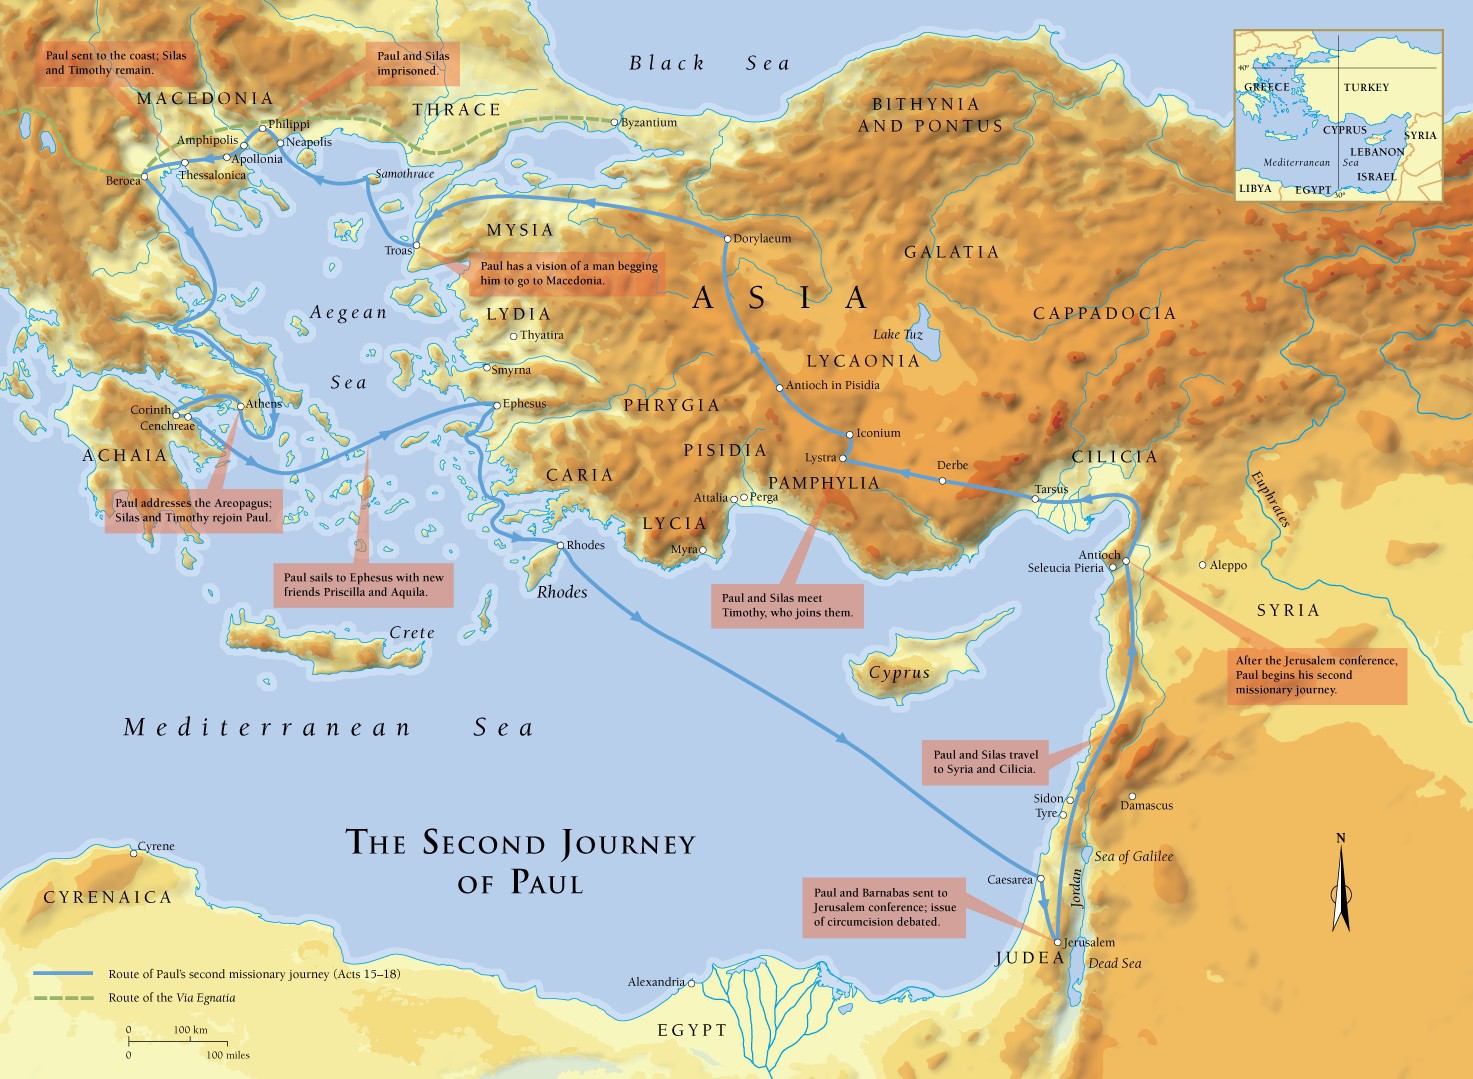 Paul sent to the coast; Silas
and Timothy remain.
Paul and Silas
imprisoned.
Black Sea
MACEDONIA
THRACE
BITHYNIA
AND PONTUS
Philippi
Byzantium
Amphipolis
Neapolis
Apollonia
Thessalonica
Samothrace
Beroea
Troas
MYSIA
Dorylaeum
GALATIA
Paul has a vision of a man begging
him to go to Macedonia.
ASIA
Aegean
Sea
LYDIA
Thyatira
CAPPADOCIA
Lake Tuz
LYCAONIA
Smyrna
Antioch in Pisidia
Ephesus
PHRYGIA
Athens
Corinth
Cenchreae
Iconium
ACHAIA
PISIDIA
Lystra
Derbe
CILICIA
CARIA
PAMPHYLIA
Tarsus
Euphrates
Attalia
Perga
Paul addresses the Areopagus;
Silas and Timothy rejoin Paul.
LYCIA
Myra
Rhodes
Antioch
Seleucia Pieria
Aleppo
Paul sails to Ephesus with new
friends Priscilla and Aquila.
Rhodes
Paul and Silas meet
Timothy, who joins them.
SYRIA
Crete
Cyprus
After the Jerusalem conference,
Paul begins his second
missionary journey.
Mediterranean Sea
Paul and Silas travel
to Syria and Cilicia.
Sidon
Tyre
Damascus
THE SECOND JOURNEY
OF PAUL
Cyrene
CYRENAICA
Sea of Galilee
Jordan
Caesarea
Paul and Barnabas sent to
Jerusalem conference; issue
of circumcision debated.
Jerusalem
JUDEA
Dead Sea
Alexandria
EGYPT
N
Route of Paul's second missionary journey (Acts 15–18)
Route of the Via Egnatia
0 100 km
0 100 miles
40°
GREECE
TURKEY
CYPRUS
SYRIA
LEBANON
Mediterranean Sea
ISRAEL
LIBYA
EGYPT
30°